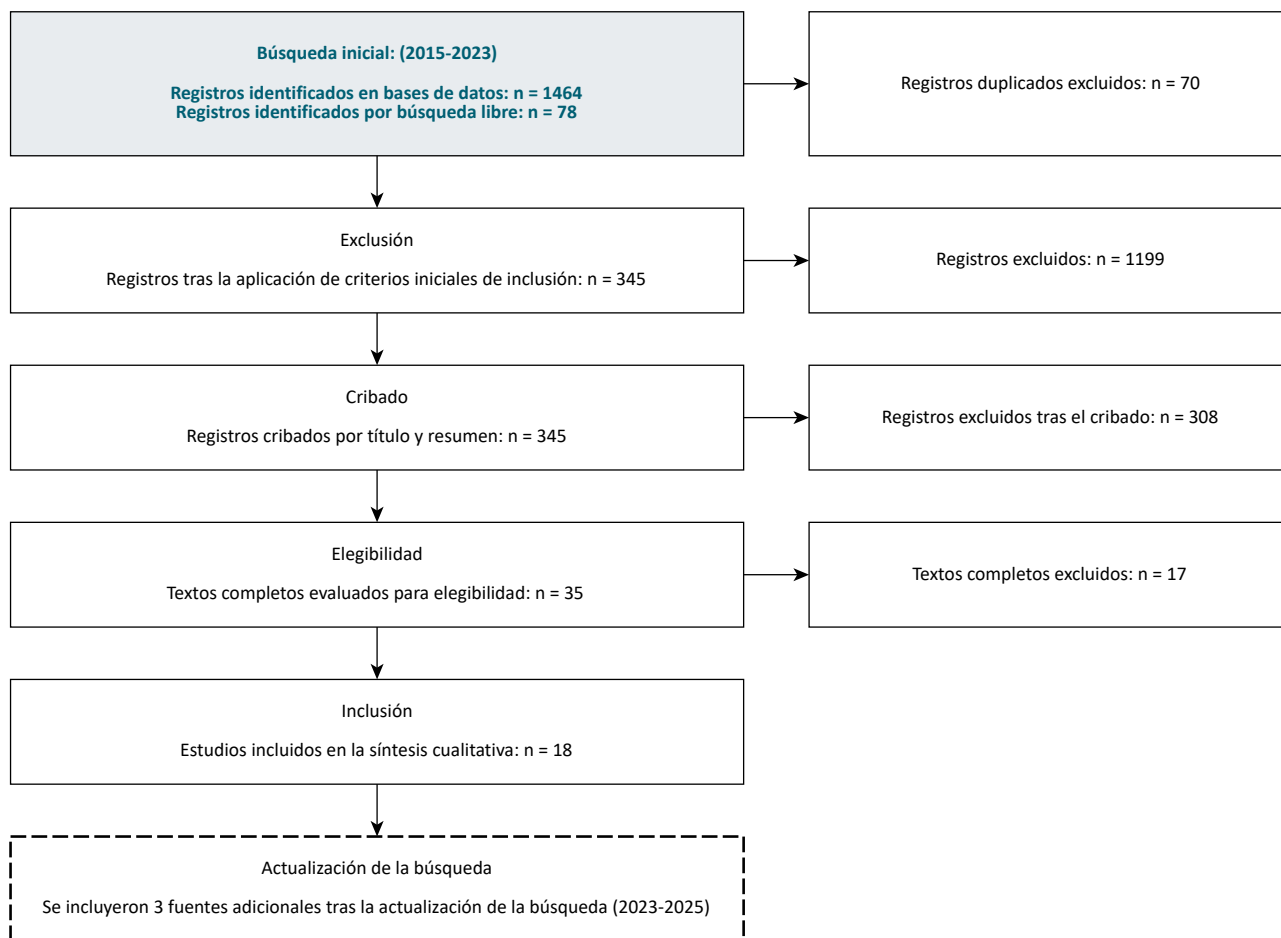 Búsqueda inicial: (2015-2023)
Registros identificados en bases de datos: n = 1464
Registros identificados por búsqueda libre: n = 78
Registros duplicados excluidos: n = 70
Exclusión
Registros tras la aplicación de criterios iniciales de inclusión: n = 345
Registros excluidos: n = 1199
Cribado
Registros cribados por título y resumen: n = 345
Registros excluidos tras el cribado: n = 308
Elegibilidad
Textos completos evaluados para elegibilidad: n = 35
Textos completos excluidos: n = 17
Inclusión
Estudios incluidos en la síntesis cualitativa: n = 18
Actualización de la búsqueda
Se incluyeron 3 fuentes adicionales tras la actualización de la búsqueda (2023-2025)